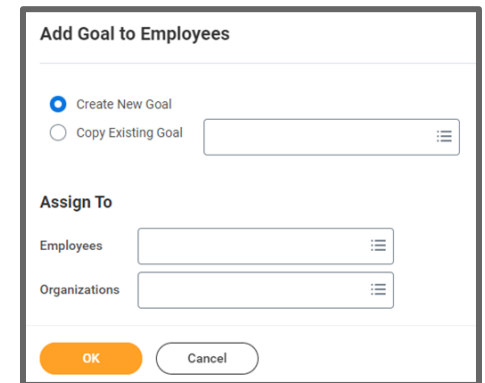 Add Goal to Employees
Create New Goal
Copy Existing Goal
Assign To
Employees
Organizations
OK Cancel